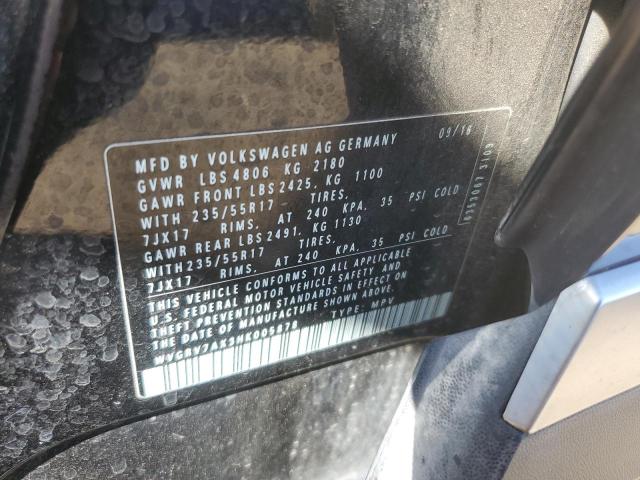 MFD BY VOLKSWAGEN AG GERMANY 09/16
GVWR LBS 4806, KG 2180
GAWR FRONT LBS 2425, KG 1100
WITH 235/55R17 TIRES,
7JX17 RIMS, AT 240 KPA, 35 PSI COLD
GAWR REAR LBS 2491, KG 1130
WITH 235/55R17 TIRES,
7JX17 RIMS, AT 240 KPA, 35 PSI COLD
THIS VEHICLE CONFORMS TO ALL APPLICABLE
U.S. FEDERAL MOTOR VEHICLE SAFETY AND
THEFT PREVENTION STANDARDS IN EFFECT ON
THE DATE OF MANUFACTURE SHOWN ABOVE.
TYPE: MPV